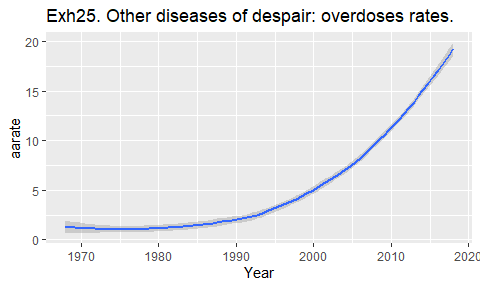 Exh25. Other diseases of despair: overdoses rates.
20
15
10
5
0
aarate
1970 1980 1990 2000 2010 2020
Year